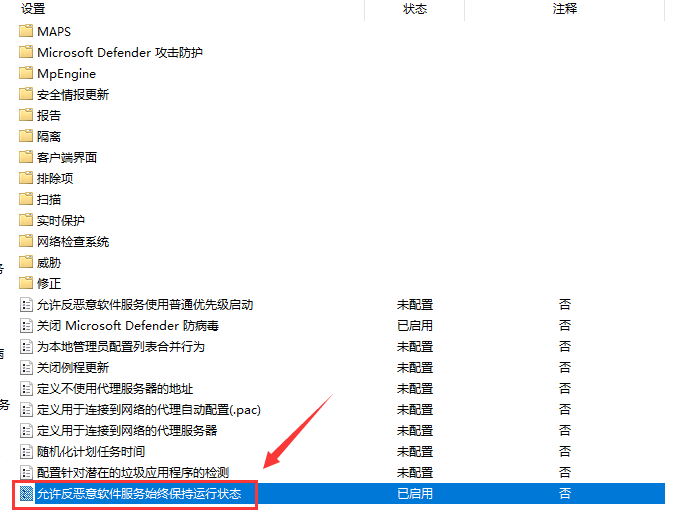 设置 状态 注释
MAPS
Microsoft Defender 攻击防护
MpEngine
安全情报更新
报告
隔离
客户端界面
排除项
扫描
实时保护
网络检查系统
威胁
修正
允许反恶意软件服务使用普通优先级启动 未配置 否
关闭 Microsoft Defender 防病毒 已启用 否
为本地管理员配置列表合并行为 未配置 否
关闭例程更新 未配置 否
定义不使用代理服务器的地址 未配置 否
定义用于连接到网络的代理自动配置(.pac) 未配置 否
定义用于连接到网络的代理服务器 未配置 否
随机化计划任务时间 未配置 否
配置针对潜在的垃圾应用程序的检测 未配置 否
允许反恶意软件服务始终保持运行状态 已启用 否